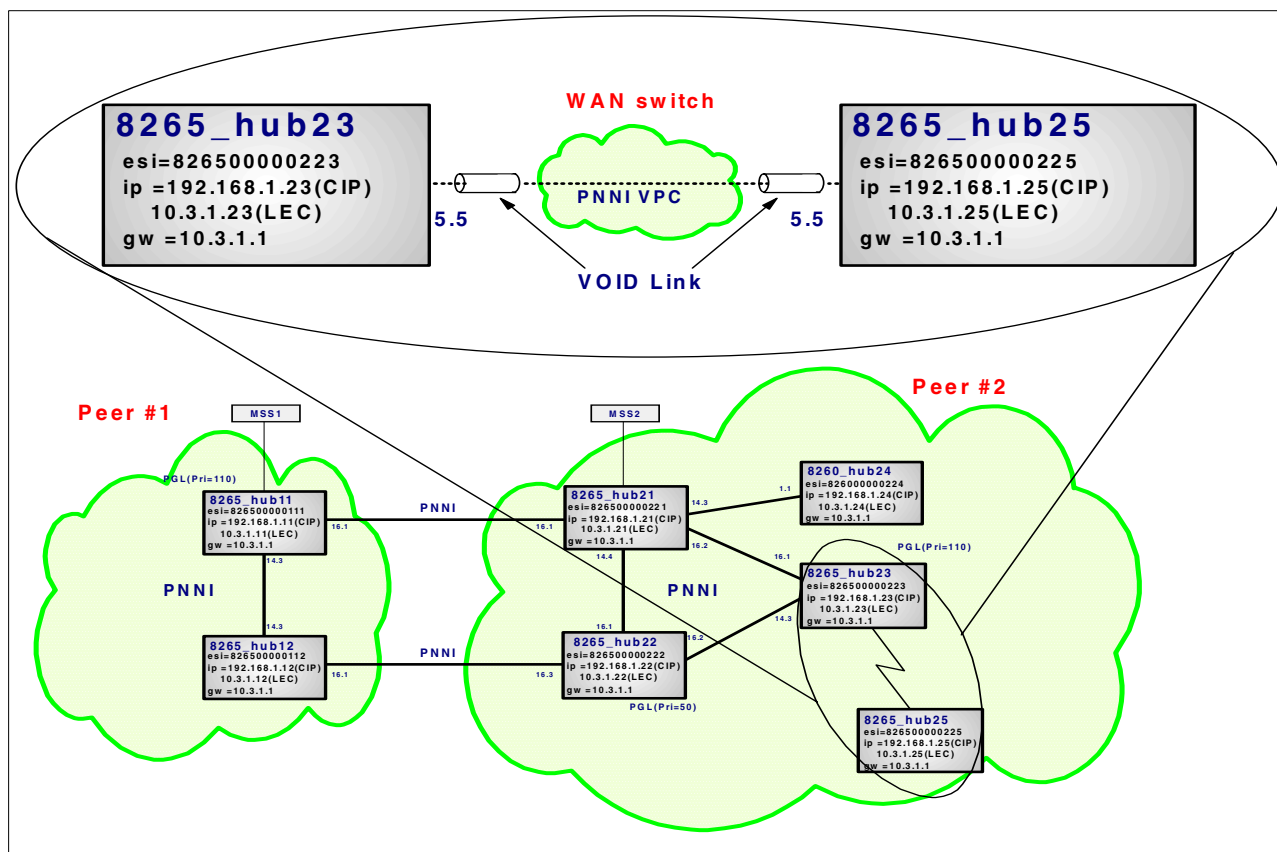 WAN switch
8265_hub23
esi=826500000223
ip =192.168.1.23(CIP)
10.3.1.23(LEC)
gw =10.3.1.1
5.5
PNNI VPC
5.5
VOID Link
8265_hub25
esi=826500000225
ip =192.168.1.25(CIP)
10.3.1.25(LEC)
gw =10.3.1.1
Peer #1
MSS1
PGL(Pri=110)
8265_hub11
esi=826500000111
ip =192.168.1.11(CIP)
10.3.1.11(LEC)
gw =10.3.1.1
16.1
14.3
PNNI
14.3
8265_hub12
esi=826500000112
ip =192.168.1.12(CIP)
10.3.1.12(LEC)
gw =10.3.1.1
16.1
PNNI
PNNI
Peer #2
MSS2
8265_hub21
esi=826500000221
ip =192.168.1.21(CIP)
10.3.1.21(LEC)
gw =10.3.1.1
16.1
14.3
16.2
14.4
PNNI
16.1
8265_hub22
esi=826500000222
ip =192.168.1.22(CIP)
10.3.1.22(LEC)
gw =10.3.1.1
16.3
16.2
PGL(Pri=50)
1.1
8260_hub24
esi=826000000224
ip =192.168.1.24(CIP)
10.3.1.24(LEC)
gw =10.3.1.1
PGL(Pri=110)
16.1
14.3
8265_hub23
esi=826500000223
ip =192.168.1.23(CIP)
10.3.1.23(LEC)
gw =10.3.1.1
8265_hub25
esi=826500000225
ip =192.168.1.25(CIP)
10.3.1.25(LEC)
gw =10.3.1.1